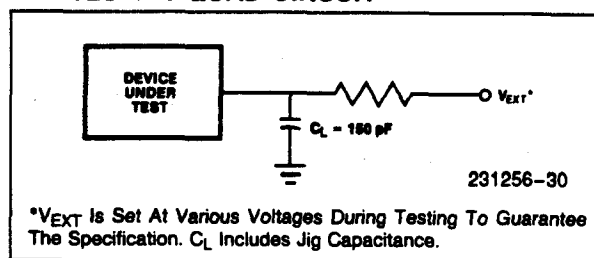 DEVICE
UNDER
TEST
VEXT*
CL = 150 pF
231256–30
*VEXT Is Set At Various Voltages During Testing To Guarantee
The Specification. CL Includes Jig Capacitance.